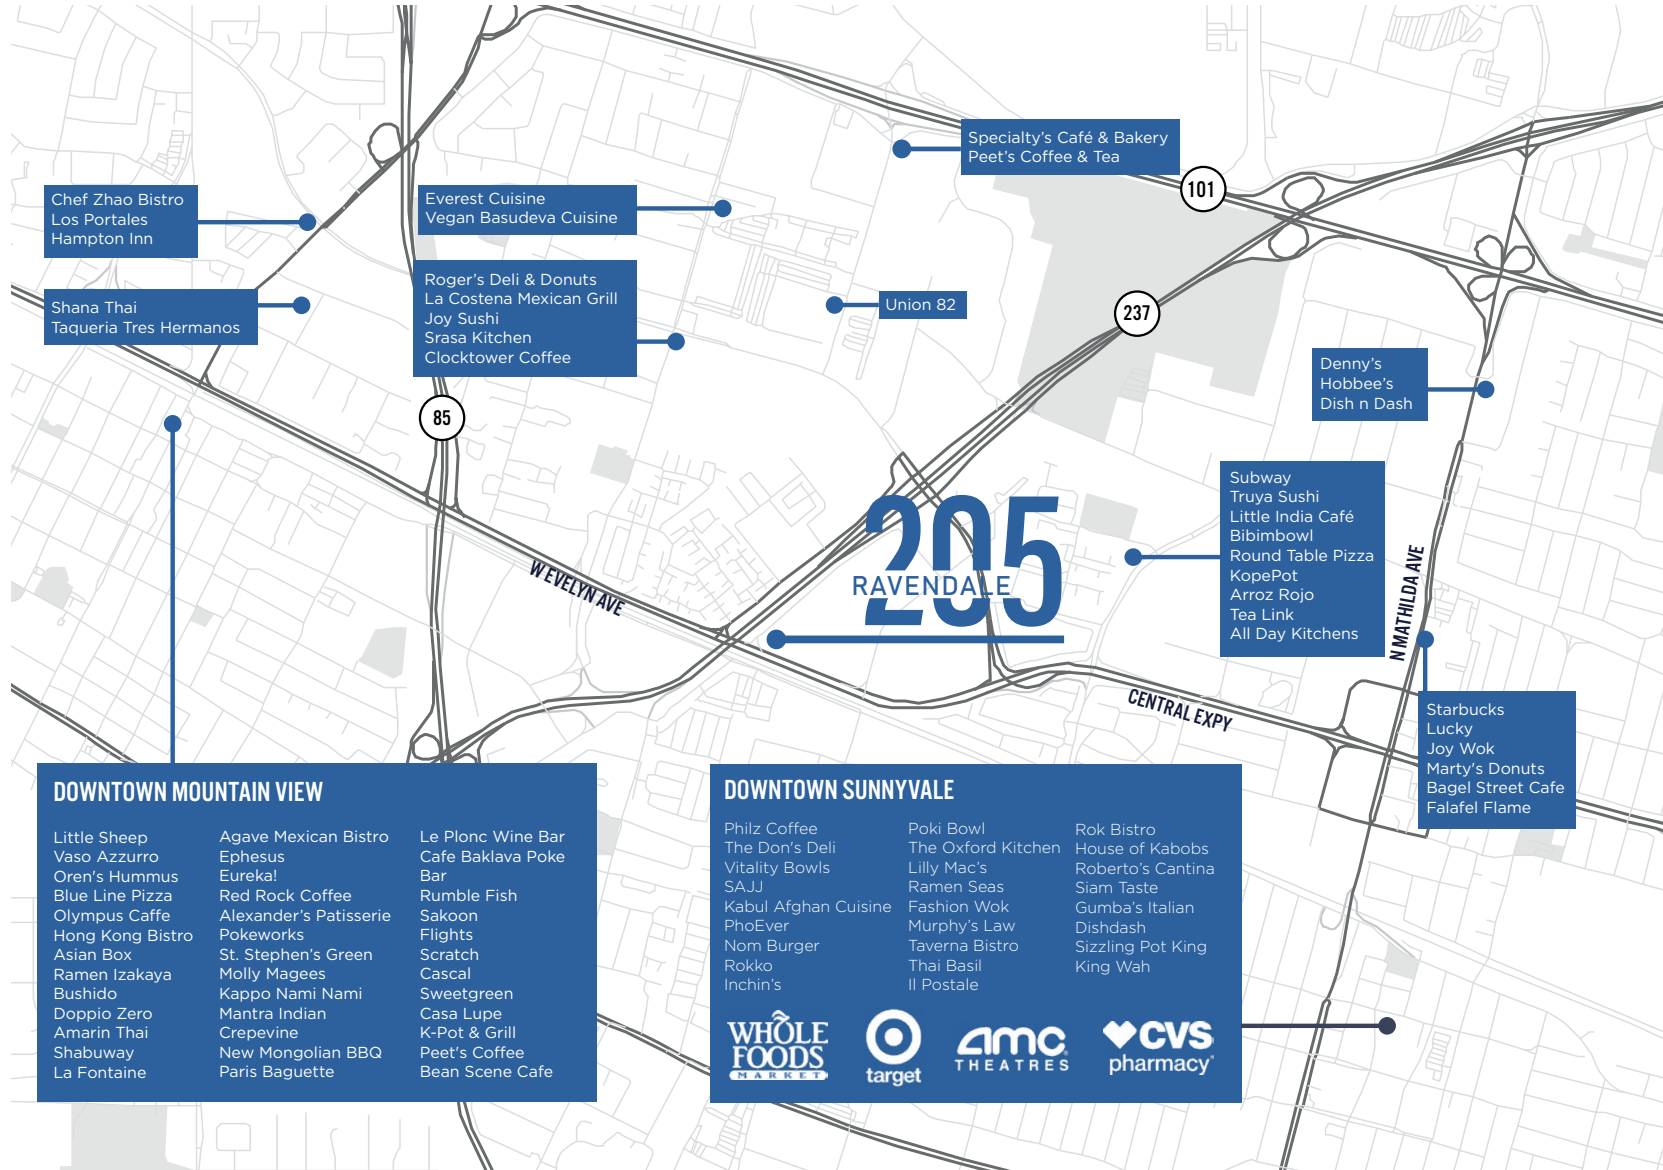 Specialty's Café & Bakery
Peet's Coffee & Tea
101
Chef Zhao Bistro
Los Portales
Hampton Inn
Everest Cuisine
Vegan Basudeva Cuisine
Roger's Deli & Donuts
La Costena Mexican Grill
Joy Sushi
Srasa Kitchen
Clocktower Coffee
Shana Thai
Taqueria Tres Hermanos
Union 82
237
Denny's
Hobbee's
Dish n Dash
85
Subway
Truya Sushi
Little India Café
Bibimbowl
Round Table Pizza
KopePot
Arroz Rojo
Tea Link
All Day Kitchens
205
RAVENDALE
W EVELYN AVE
N MATHILDA AVE
CENTRAL EXPY
Starbucks
Lucky
Joy Wok
Marty's Donuts
Bagel Street Cafe
Falafel Flame
DOWNTOWN MOUNTAIN VIEW
Little Sheep
Vaso Azzurro
Oren's Hummus
Blue Line Pizza
Olympus Caffe
Hong Kong Bistro
Asian Box
Ramen Izakaya
Bushido
Doppio Zero
Amarin Thai
Shabuway
La Fontaine
Agave Mexican Bistro
Ephesus
Eureka!
Red Rock Coffee
Alexander's Patisserie
Pokeworks
St. Stephen's Green
Molly Magees
Kappo Nami Nami
Mantra Indian
Crepevine
New Mongolian BBQ
Paris Baguette
Le Plonc Wine Bar
Cafe Baklava Poke
Bar
Rumble Fish
Sakoon
Flights
Scratch
Cascal
Sweetgreen
Casa Lupe
K-Pot & Grill
Peet's Coffee
Bean Scene Cafe
DOWNTOWN SUNNYVALE
Philz Coffee
The Don's Deli
Vitality Bowls
SAJJ
Kabul Afghan Cuisine
PhoEver
Nom Burger
Rokko
Inchin's
Poki Bowl
The Oxford Kitchen
Lilly Mac's
Ramen Seas
Fashion Wok
Murphy's Law
Taverna Bistro
Thai Basil
Il Postale
Rok Bistro
House of Kabobs
Roberto's Cantina
Siam Taste
Gumba's Italian
Dishdash
Sizzling Pot King
King Wah
WHOLE
FOODS
MARKET
target
amc
THEATRES
CVS
pharmacy